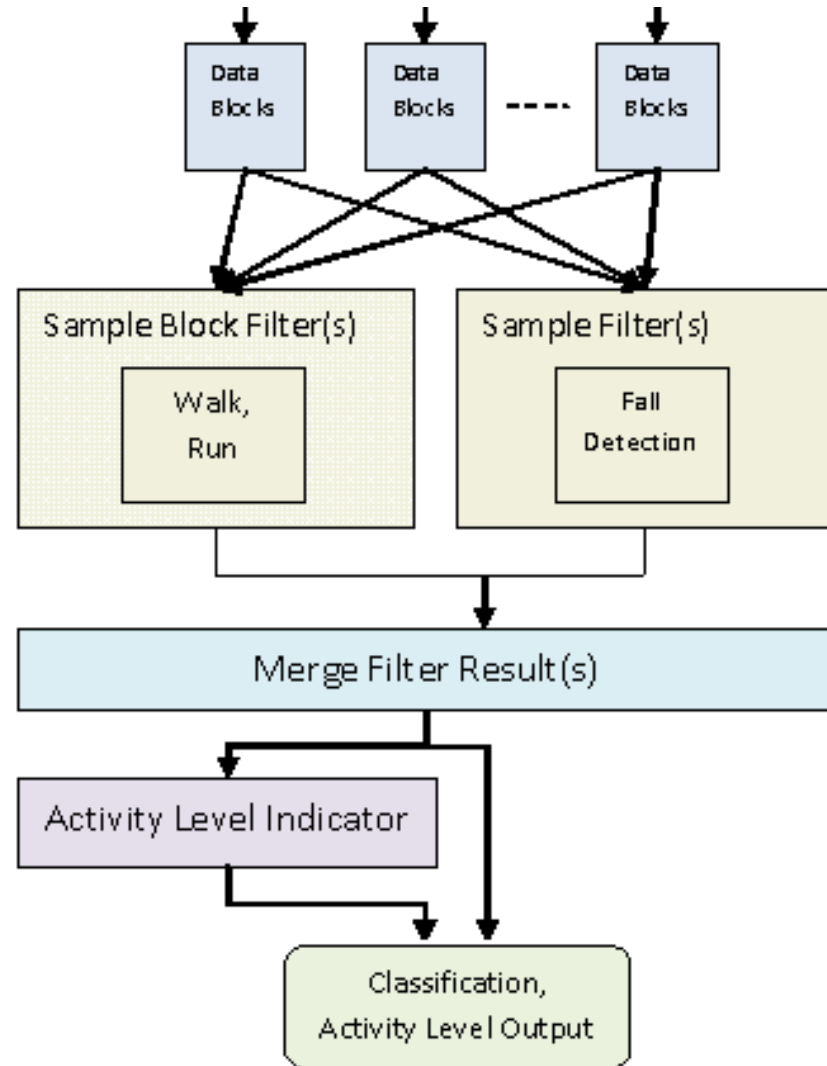 Data
Blocks
Data
Blocks
Data
Blocks
Sample Block Filter(s)
Walk,
Run
Sample Filter(s)
Fall
Detection
Merge Filter Result(s)
Activity Level Indicator
Classification,
Activity Level Output